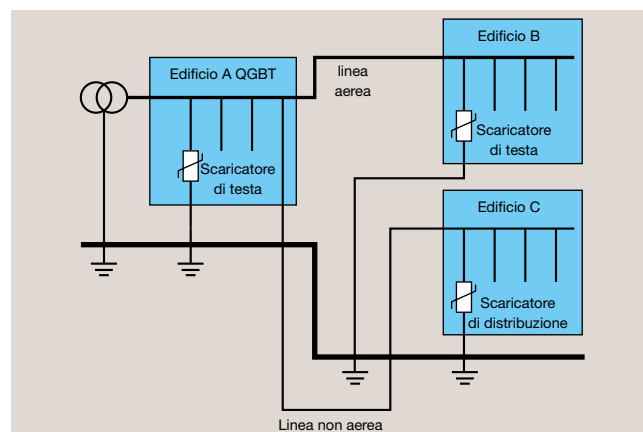 Edificio A QGBT
Scaricatore
di testa
linea
aerea
Edificio B
Scaricatore
di testa
Edificio C
Scaricatore
di distribuzione
Linea non aerea